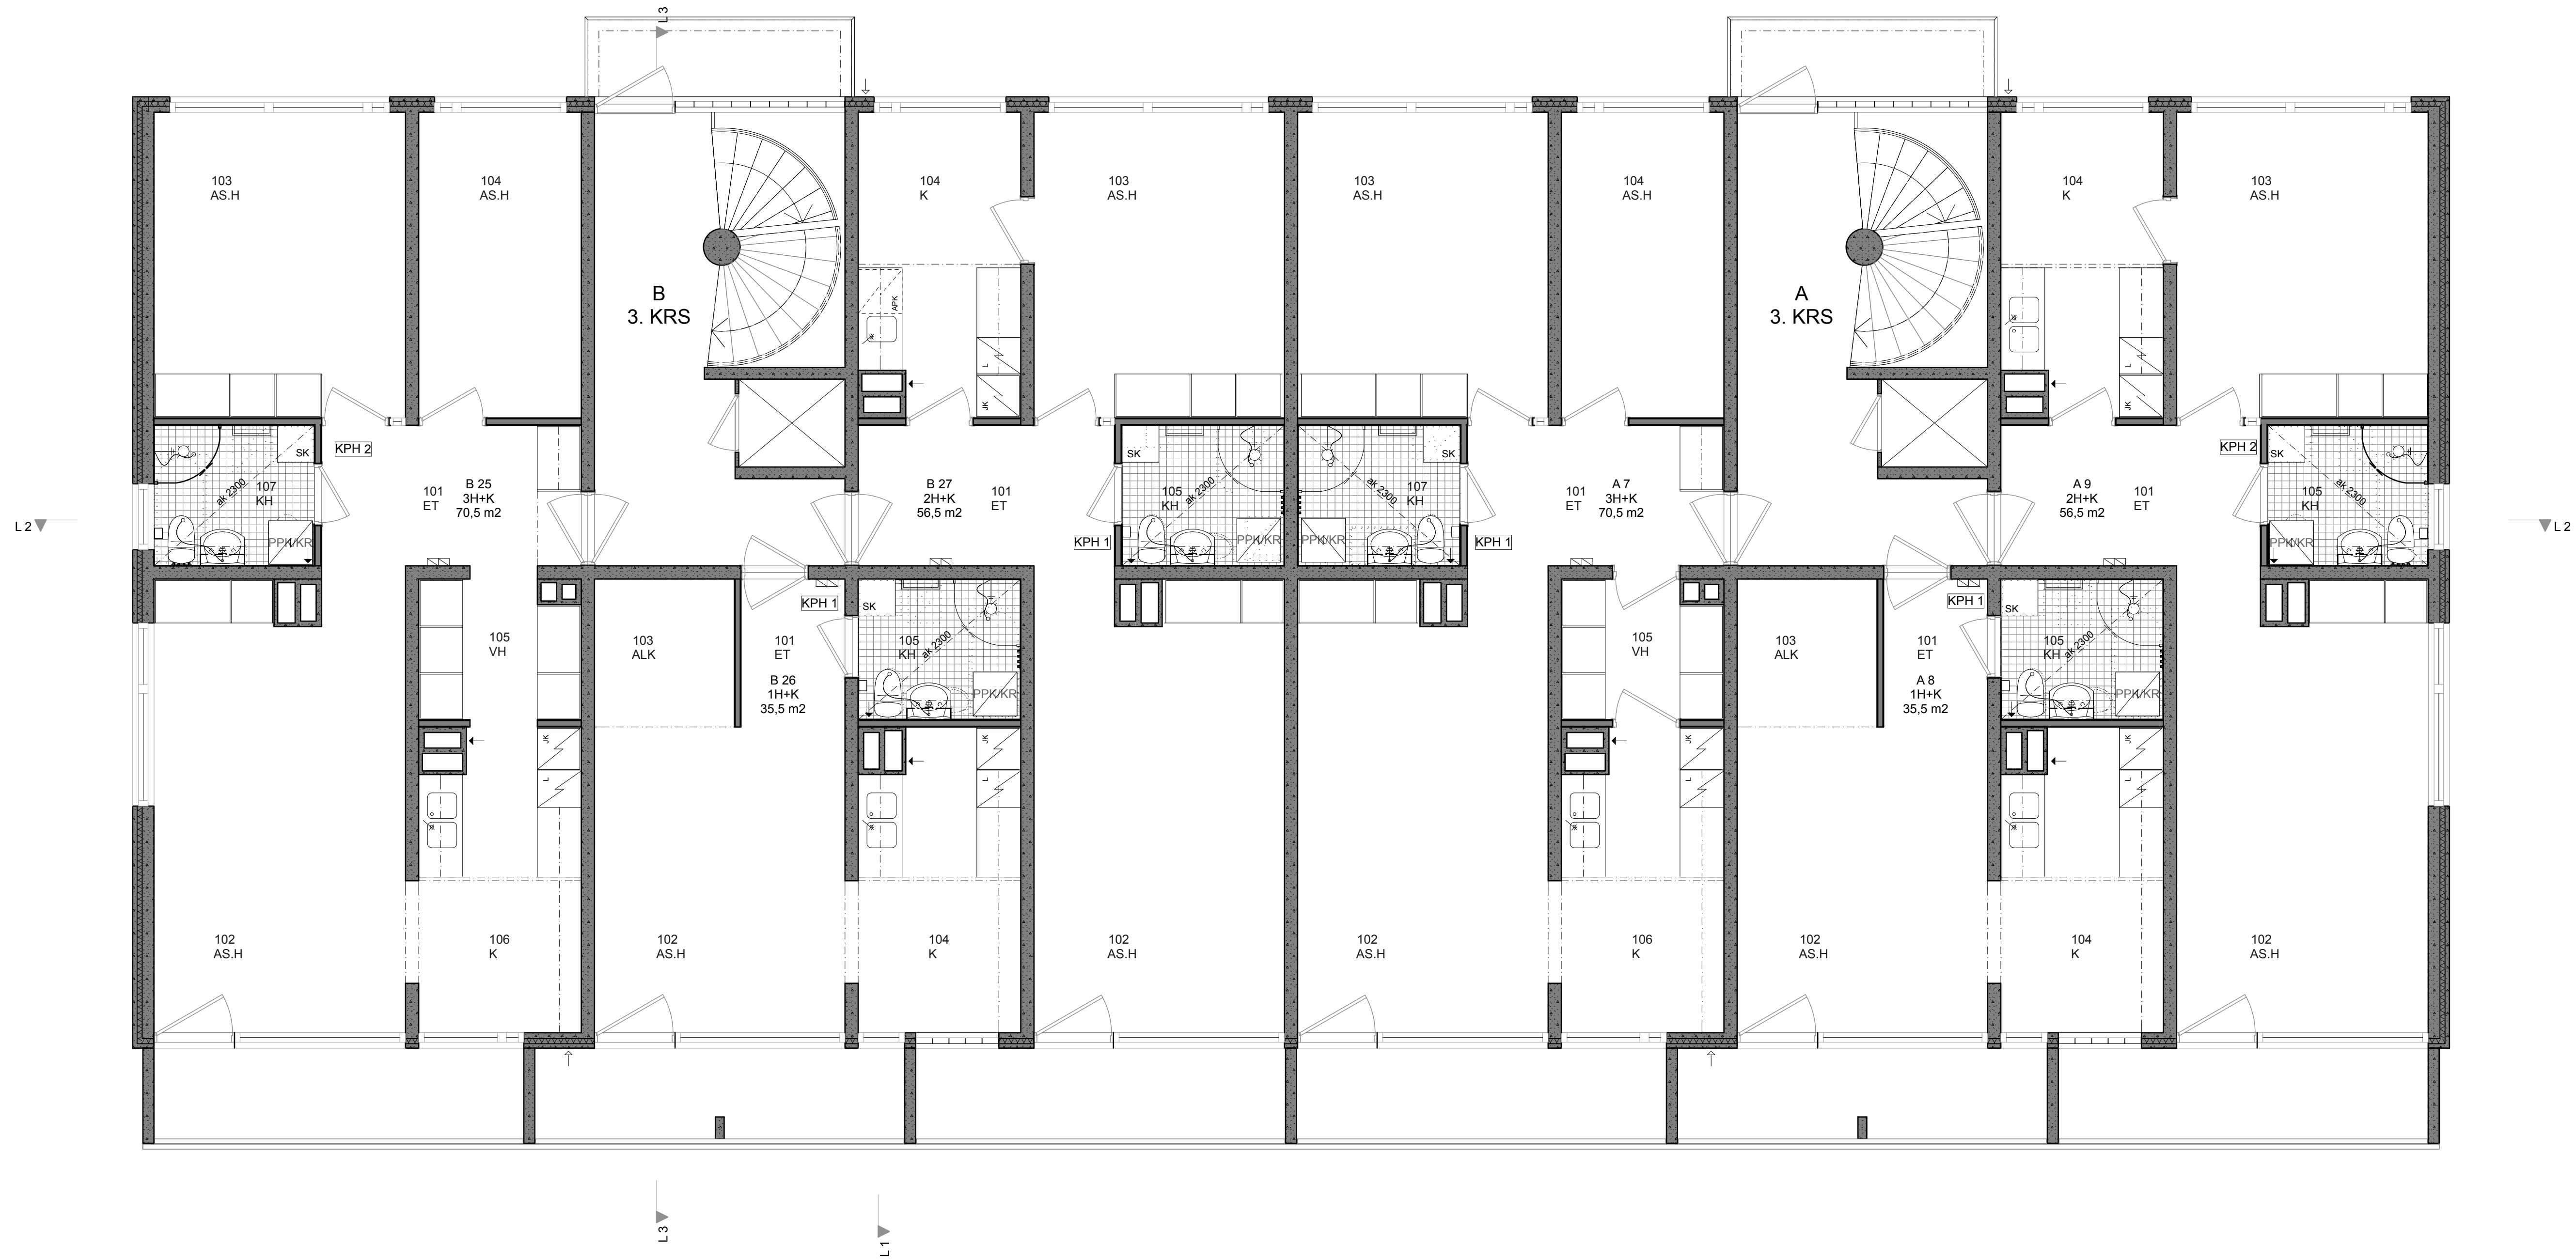 L 3
103
AS.H
104
AS.H
104
K
103
AS.H
103
AS.H
104
AS.H
104
K
103
AS.H
B
3. KRS
APK
L
JK
A
3. KRS
L
JK
KPH 2
SK
107
KH
ak 2300
PPK/KR
101
ET
B 25
3H+K
70,5 m2
B 27
2H+K
56,5 m2
101
ET
SK
105
KH
ak 2300
PPK/KR
KPH 1
SK
107
KH
ak 2300
PPK/KR
KPH 1
101
ET
A 7
3H+K
70,5 m2
A 9
2H+K
56,5 m2
101
ET
KPH 2
SK
105
KH
ak 2300
PPK/KR
L 2
L 2
105
VH
103
ALK
101
ET
B 26
1H+K
35,5 m2
KPH 1
SK
105
KH
ak 2300
PPK/KR
105
VH
103
ALK
101
ET
A 8
1H+K
35,5 m2
KPH 1
SK
105
KH
ak 2300
PPK/KR
JK
L
JK
L
JK
L
JK
L
102
AS.H
106
K
102
AS.H
104
K
102
AS.H
102
AS.H
106
K
102
AS.H
104
K
102
AS.H
L 3
L 1